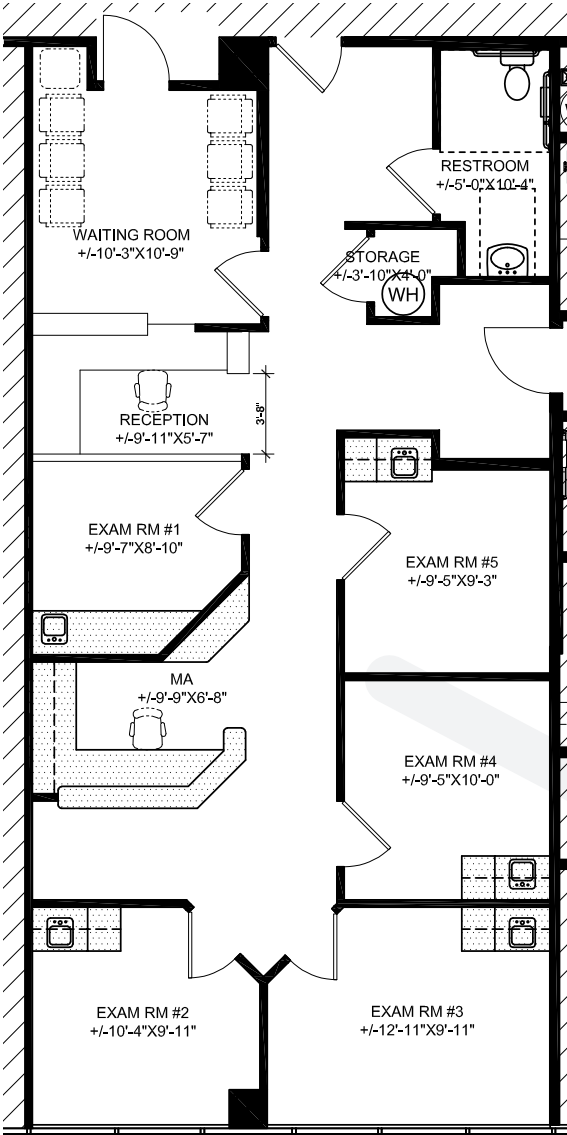 RESTROOM
+/-5'-0"X10'-4"
WAITING ROOM
+/-10'-3"X10'-9"
STORAGE
+/-3'-10"X4'-0"
WH
3'-8"
RECEPTION
+/-9'-11"X5'-7"
EXAM RM #1
+/-9'-7"X8'-10"
EXAM RM #5
+/-9'-5"X9'-3"
MA
+/-9'-9"X6'-8"
EXAM RM #4
+/-9'-5"X10'-0"
EXAM RM #2
+/-10'-4"X9'-11"
EXAM RM #3
+/-12'-11"X9'-11"